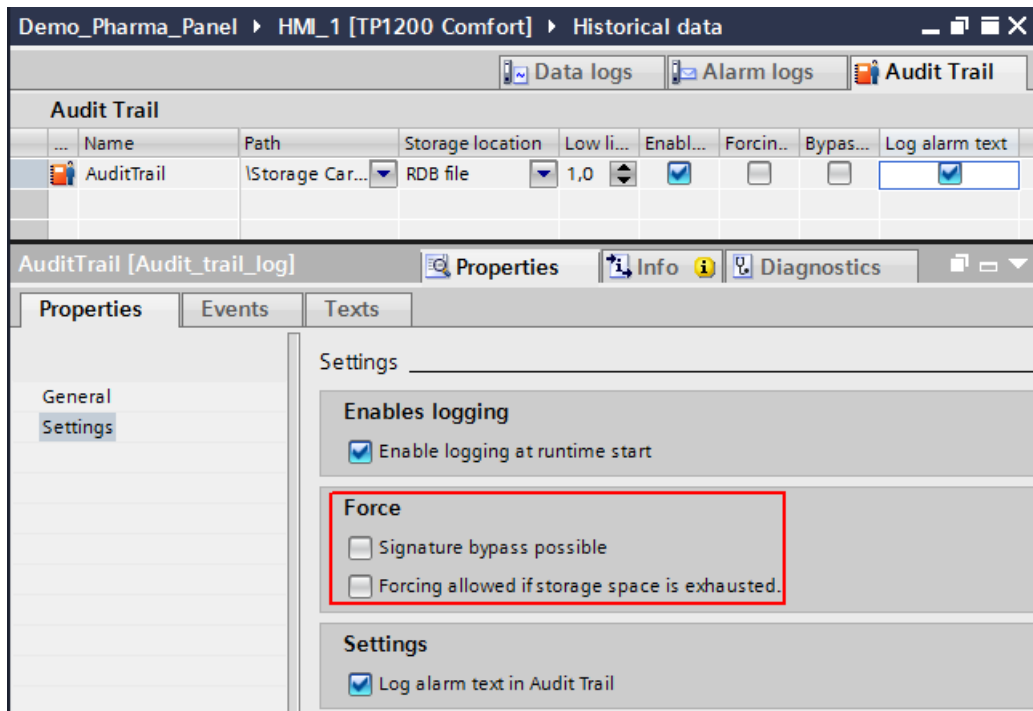 Demo_Pharma_Panel ▸ HMI_1 [TP1200 Comfort] ▸ Historical data
Data logs Alarm logs Audit Trail
Audit Trail
... Name Path Storage location Low li... Enabl... Forcin.. Bypas... Log alarm text
AuditTrail \Storage Car... RDB file 1,0
AuditTrail [Audit_trail_log] Properties Info Diagnostics
Properties Events Texts
Settings
General
Settings
Enables logging
Enable logging at runtime start
Force
Signature bypass possible
Forcing allowed if storage space is exhausted.
Settings
Log alarm text in Audit Trail